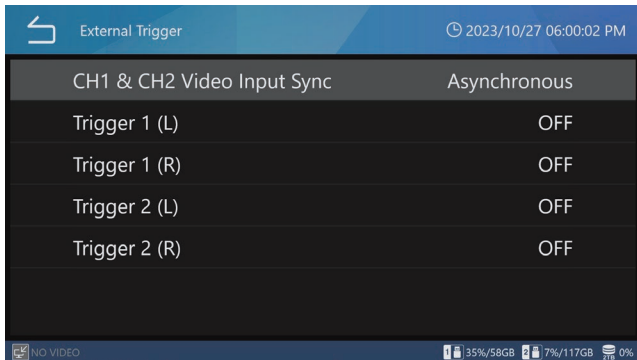 External Trigger 2023/10/27 06:00:02 PM
CH1 & CH2 Video Input Sync Asynchronous
Trigger 1 (L) OFF
Trigger 1 (R) OFF
Trigger 2 (L) OFF
Trigger 2 (R) OFF
NO VIDEO 1 35%/58GB 2 7%/117GB 2TB 0%